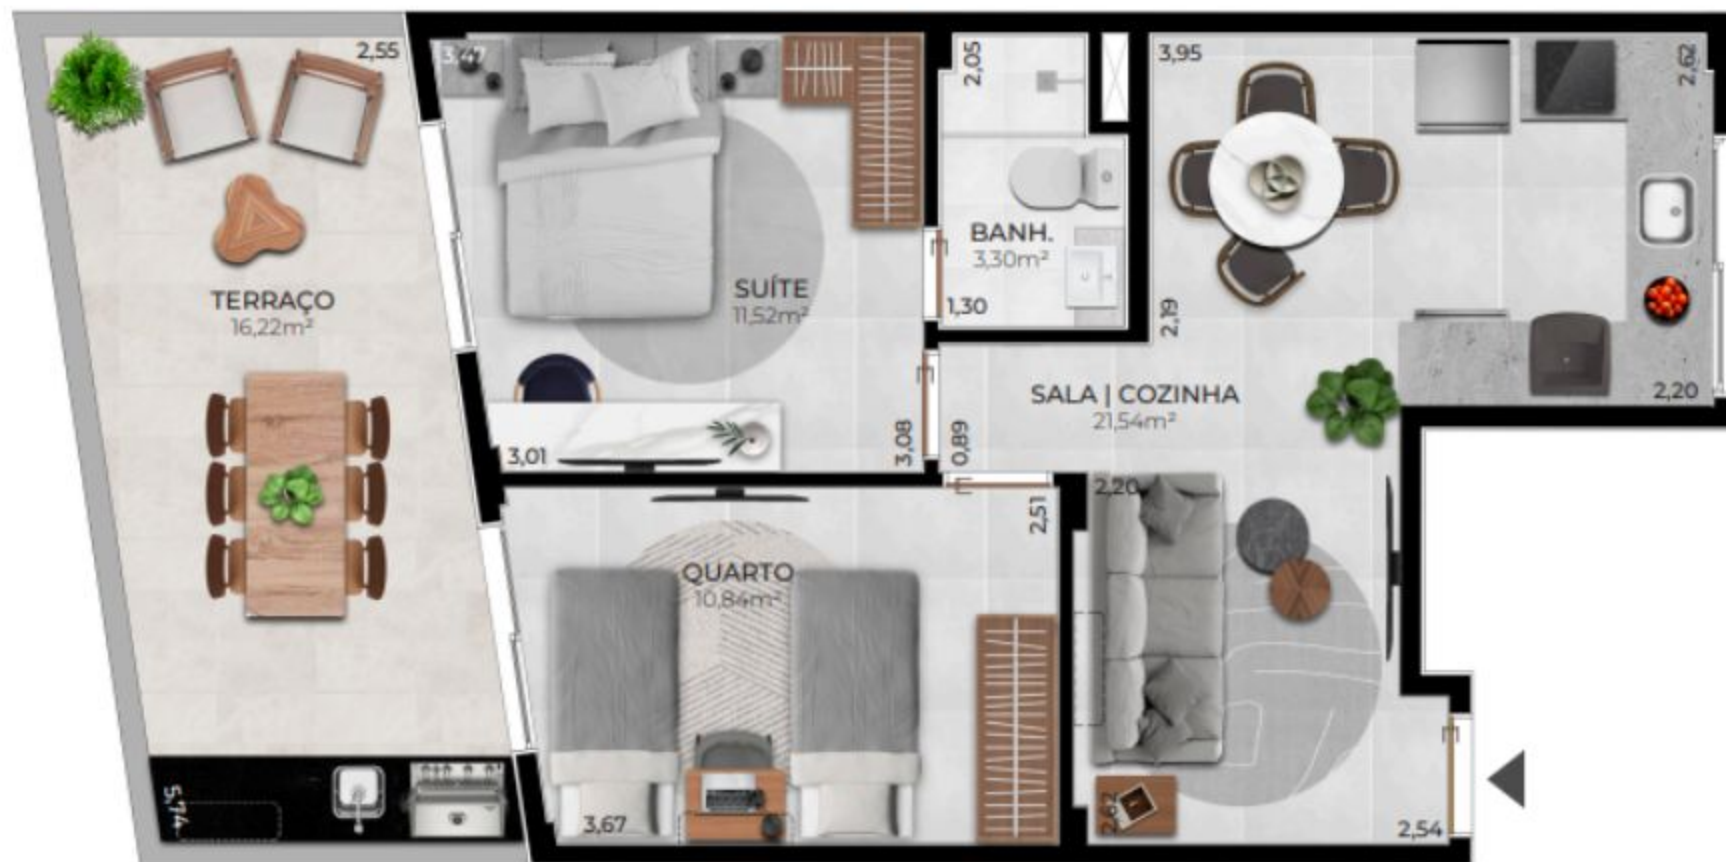 2,55
3,47
2,05
3,95
2,62
TERRAÇO
16,22m²
SUÍTE
11,52m²
BANH.
3,30m²
1,30
2,19
SALA | COZINHA
21,54m²
2,20
3,01
3,08
0,89
2,20
2,51
QUARTO
10,84m²
5,74
3,67
2,62
2,54